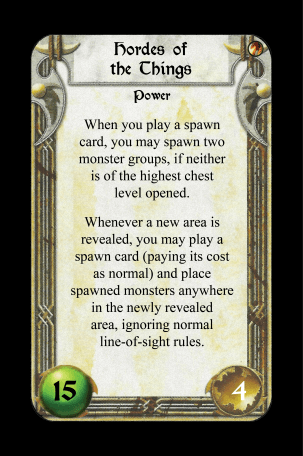 Hordes of
the Things
Power
When you play a spawn
card, you may spawn two
monster groups, if neither
is of the highest chest
level opened.
Whenever a new area is
revealed, you may play a
spawn card (paying its cost
as normal) and place
spawned monsters anywhere
in the newly revealed
area, ignoring normal
line-of-sight rules.
15
4